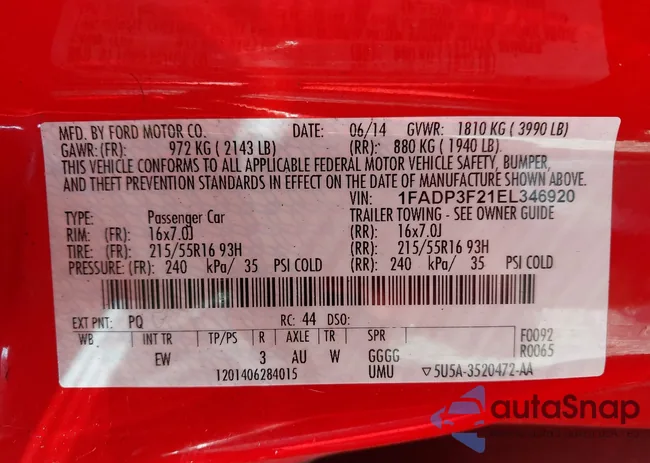 MFD. BY FORD MOTOR CO. DATE: 06/14 GVWR: 1810 KG ( 3990 LB)
GAWR: (FR): 972 KG ( 2143 LB) (RR): 880 KG ( 1940 LB)
THIS VEHICLE CONFORMS TO ALL APPLICABLE FEDERAL MOTOR VEHICLE SAFETY, BUMPER,
AND THEFT PREVENTION STANDARDS IN EFFECT ON THE DATE OF MANUFACTURE SHOWN ABOVE.
VIN: 1FADP3F21EL346920
TYPE: Passenger Car TRAILER TOWING - SEE OWNER GUIDE
RIM: (FR): 16x7.0J (RR): 16x7.0J
TIRE: (FR): 215/55R16 93H (RR): 215/55R16 93H
PRESSURE: (FR): 240 kPa/ 35 PSI COLD (RR): 240 kPa/ 35 PSI COLD
EXT PNT: PQ RC: 44 DSO:
WB INT TR TP/PS R AXLE TR SPR F0092
EW 3 AU W GGGG R0065
1201406284015 UMU ▽5U5A-3520472-AA
autaSnap